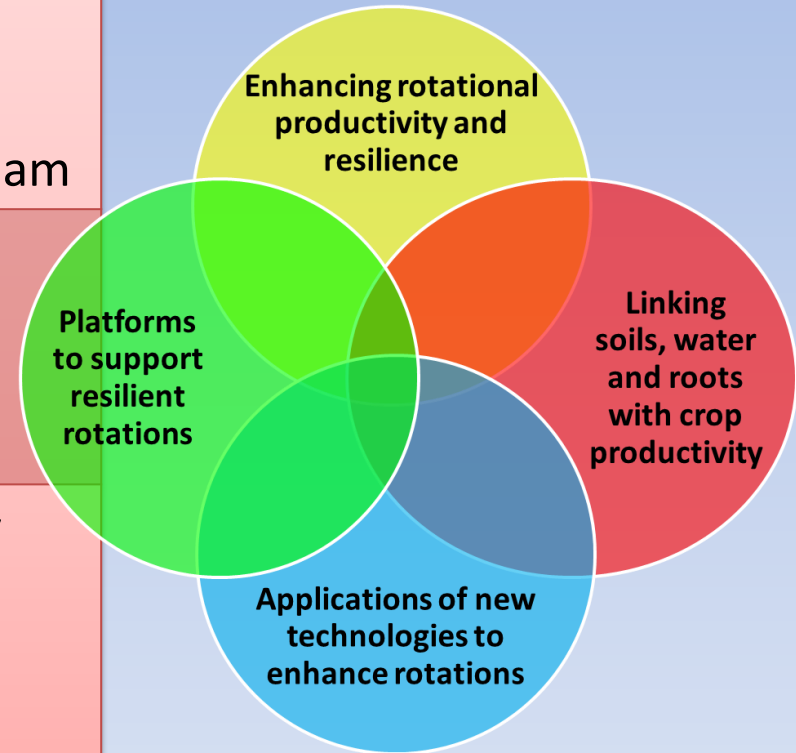 Enhancing rotational
productivity and
resilience
am
Platforms
to support
resilient
rotations
Linking
soils, water
and roots
with crop
productivity
Applications of new
technologies to
enhance rotations